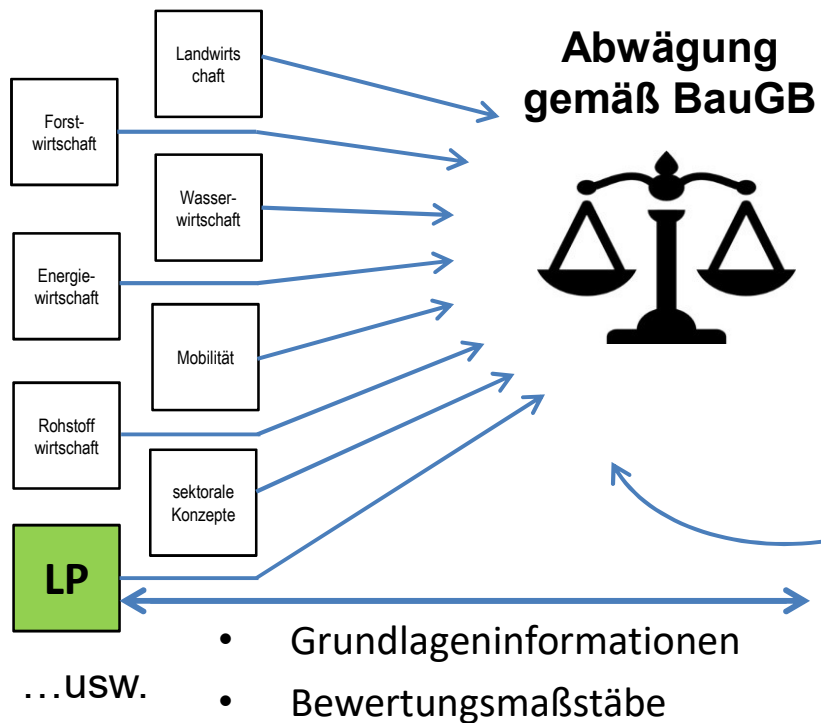 Landwirts
chaft
Abwägung
gemäß BauGB
Forst-
wirtschaft
Wasser-
wirtschaft
Energie-
wirtschaft
Mobilität
Rohstoff
wirtschaft
sektorale
Konzepte
LP
...usw.
• Grundlageninformationen
• Bewertungsmaßstäbe